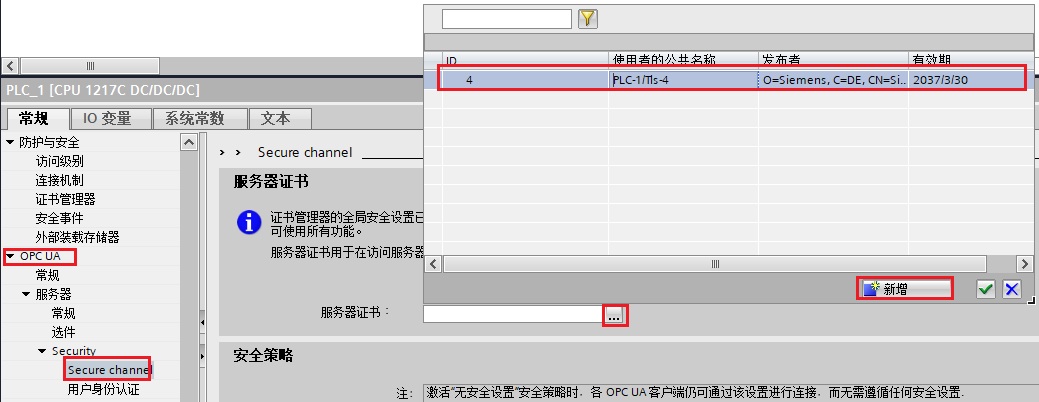 ID 使用者的公共名称 发布者 有效期
4 PLC-1/Tls-4 O=Siemens, C=DE, CN=Si... 2037/3/30
新增
PLC_1 [CPU 1217C DC/DC/DC]
常规 IO 变量 系统常数 文本
防护与安全
访问级别
连接机制
证书管理器
安全事件
外部装载存储器
OPC UA
常规
服务器
常规
选件
Security
Secure channel
用户身份认证
› › Secure channel
服务器证书
证书管理器的全局安全设置已
可使用所有功能。
服务器证书用于在访问服务器
服务器证书： ...
安全策略
注： 激活“无安全设置”安全策略时，各 OPC UA 客户端仍可通过该设置进行连接，而无需遵循任何安全设置.